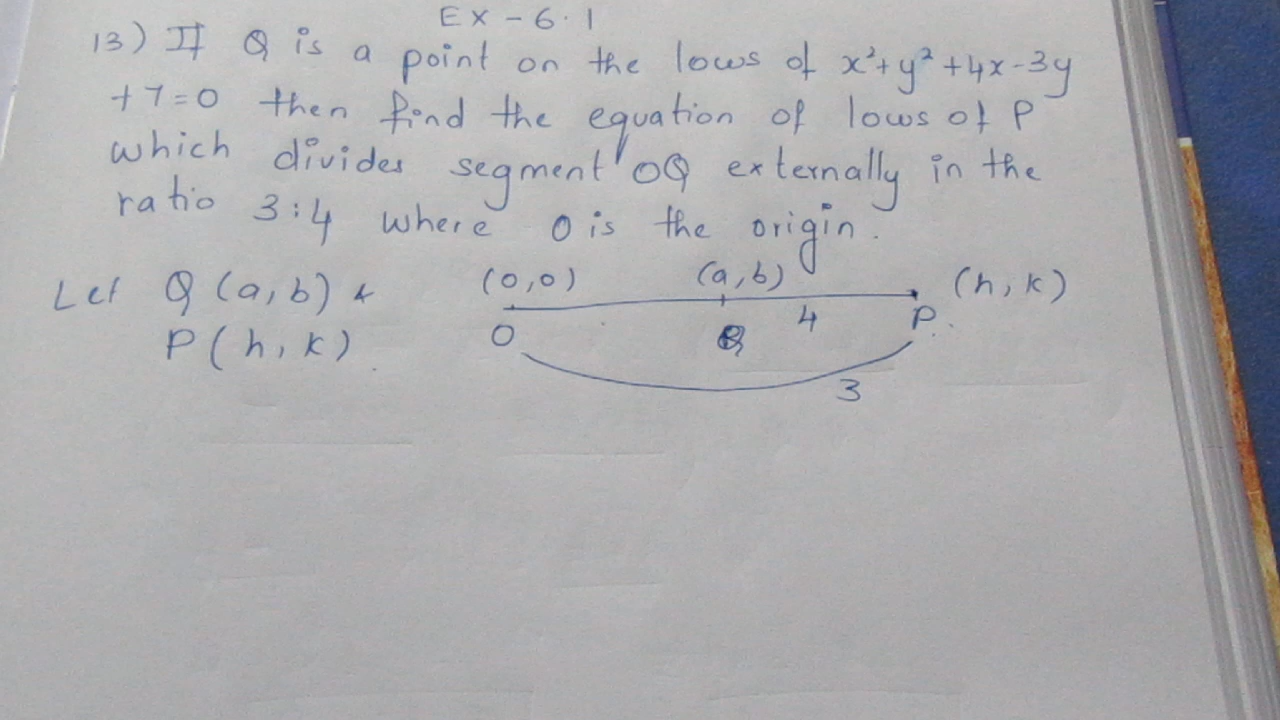 EX - 6.1
13) If Q is a point on the locus of x²+y²+4x-3y
+7=0 then find the equation of locus of P
which divides segment OQ externally in the
ratio 3:4 where O is the origin.
Let Q (a,b) & (0,0) (a,b) (h,k)
P(h,k) O Q 4 P
3